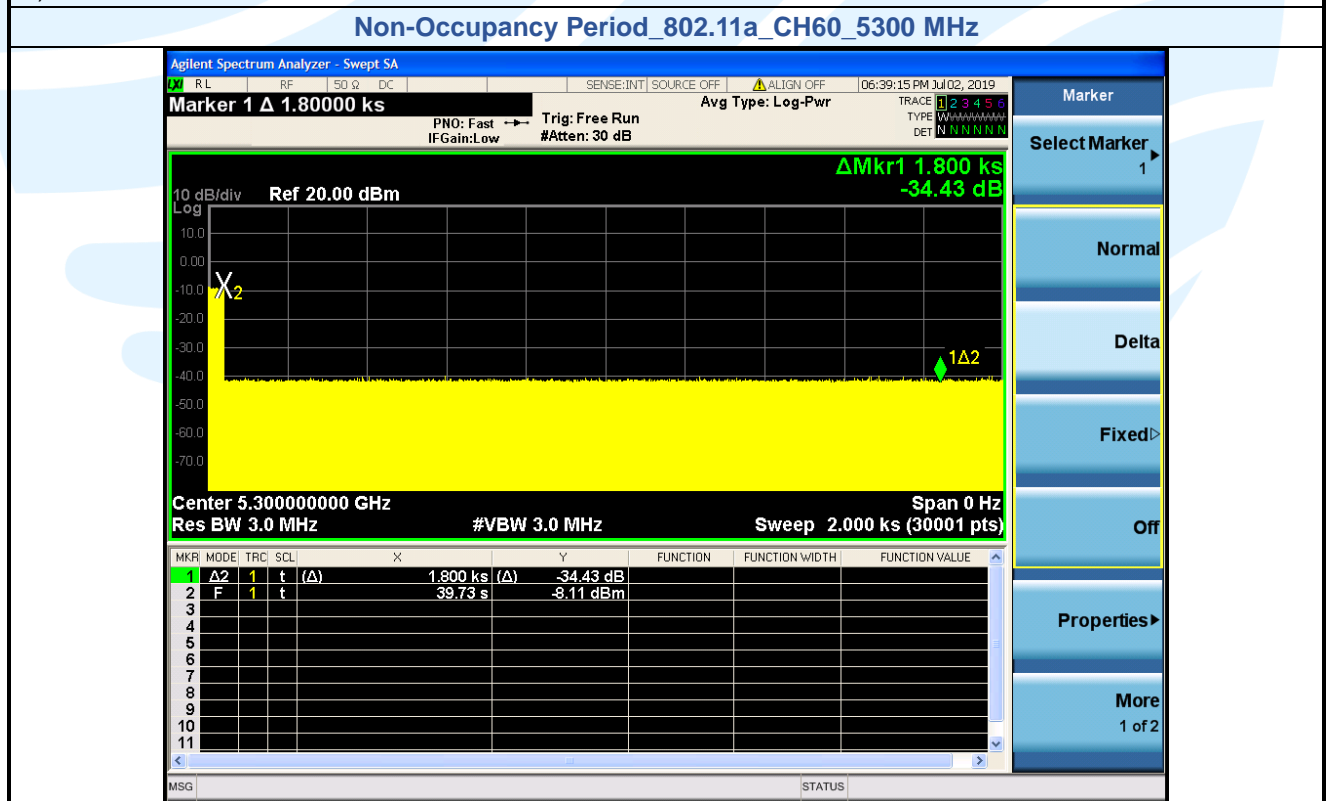 Non-Occupancy Period_802.11a_CH60_5300 MHz
Agilent Spectrum Analyzer - Swept SA
LXI RL RF 50 Ω DC SENSE:INT SOURCE OFF ALIGN OFF 06:39:15 PM Jul 02, 2019
Marker 1 Δ 1.80000 ks
Avg Type: Log-Pwr
TRACE 1 2 3 4 5 6
TYPE
DET N N N N N N
PNO: Fast
IFGain:Low
Trig: Free Run
#Atten: 30 dB
ΔMkr1 1.800 ks
-34.43 dB
10 dB/div Ref 20.00 dBm
Log
10.0
0.00
-10.0
-20.0
-30.0
-40.0
-50.0
-60.0
-70.0
2
1Δ2
Center 5.300000000 GHz Span 0 Hz
Res BW 3.0 MHz #VBW 3.0 MHz Sweep 2.000 ks (30001 pts)
MKR MODE TRC SCL X Y FUNCTION FUNCTION WIDTH FUNCTION VALUE
1 Δ2 1 t (Δ) 1.800 ks (Δ) -34.43 dB
2 F 1 t 39.73 s -8.11 dBm
3
4
5
6
7
8
9
10
11
MSG STATUS
Marker
Select Marker
1
Normal
Delta
Fixed
Off
Properties
More
1 of 2